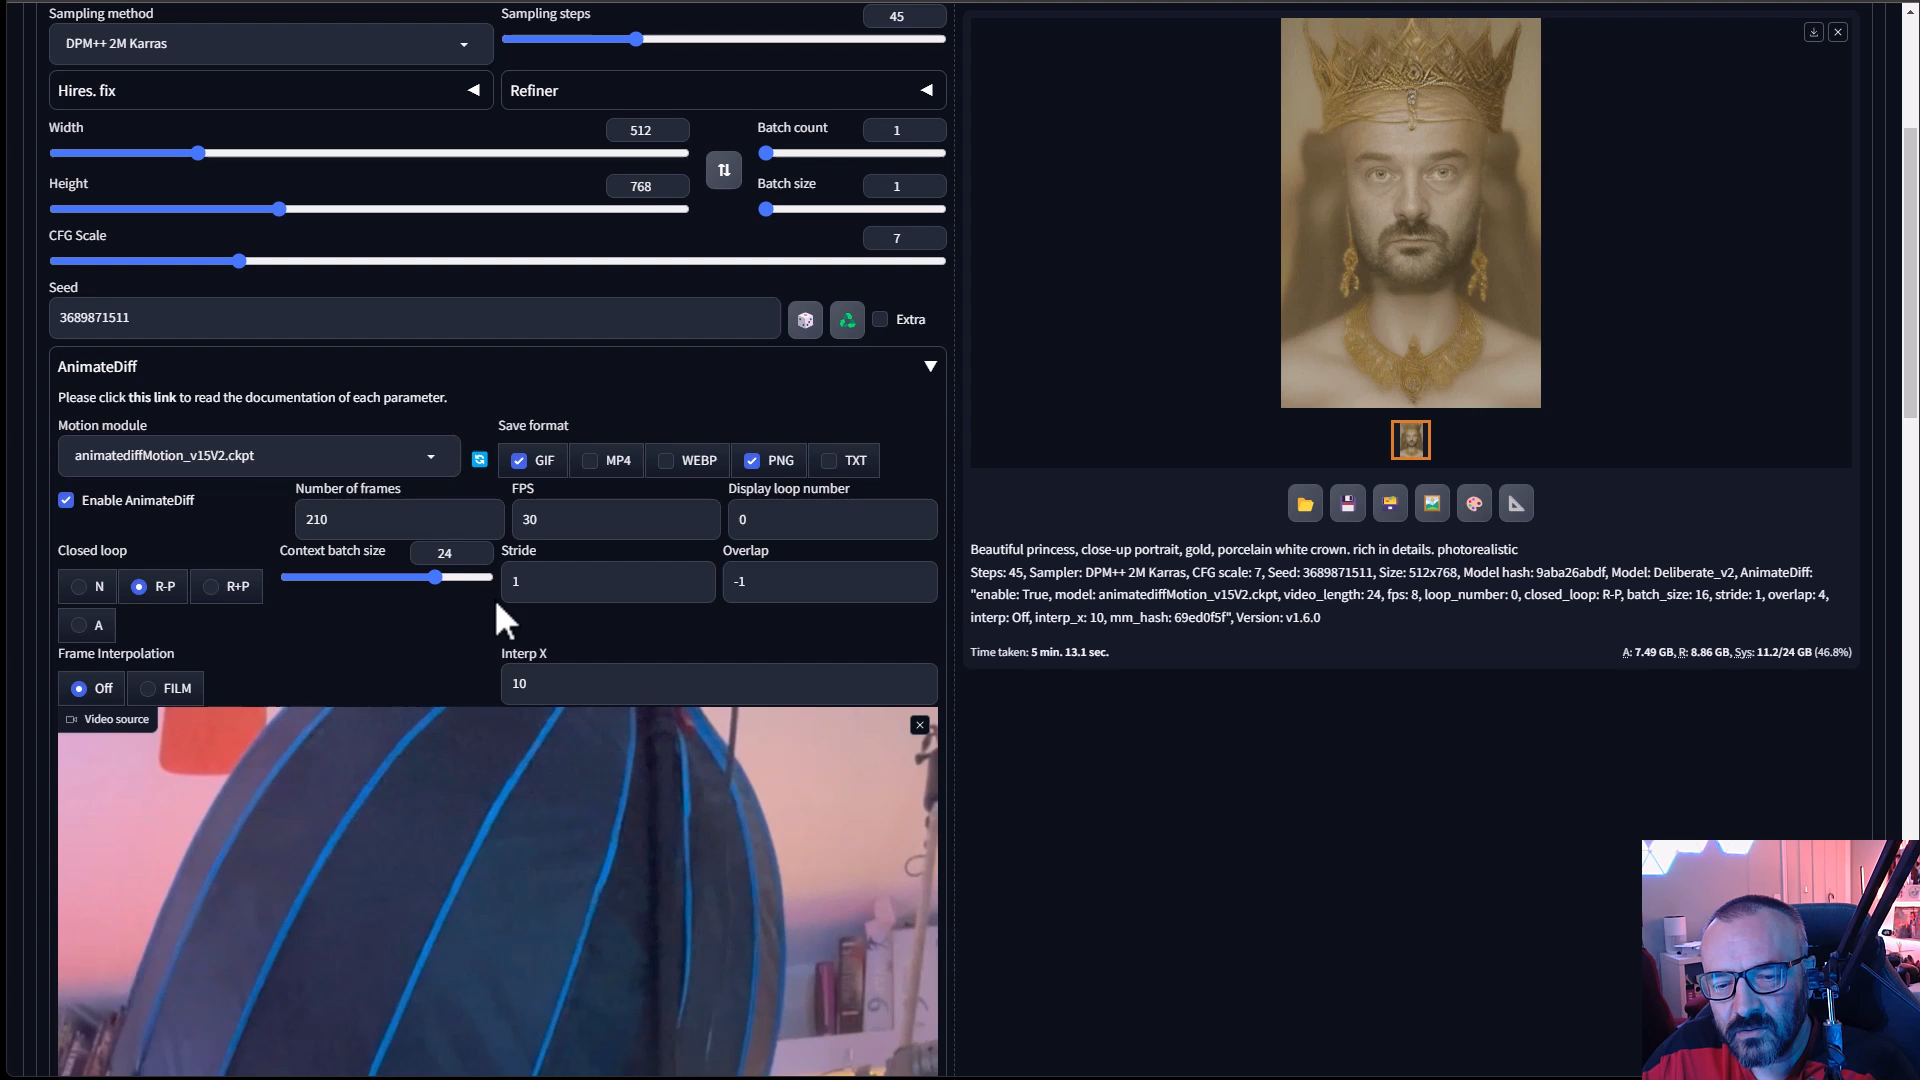 Sampling method
DPM++ 2M Karras
Sampling steps
45
Hires. fix
Refiner
Width
512
Batch count
1
Height
768
Batch size
1
CFG Scale
7
Seed
3689871511
Extra
AnimateDiff
Please click this link to read the documentation of each parameter.
Motion module
animatediffMotion_v15V2.ckpt
Save format
GIF
MP4
WEBP
PNG
TXT
Enable AnimateDiff
Number of frames
210
FPS
30
Display loop number
0
Closed loop
N
R-P
R+P
A
Context batch size
24
Stride
1
Overlap
-1
Frame Interpolation
Off
FILM
Interp X
10
Video source
Beautiful princess, close-up portrait, gold, porcelain white crown. rich in details. photorealistic
Steps: 45, Sampler: DPM++ 2M Karras, CFG scale: 7, Seed: 3689871511, Size: 512x768, Model hash: 9aba26abdf, Model: Deliberate_v2, AnimateDiff:
"enable: True, model: animatediffMotion_v15V2.ckpt, video_length: 24, fps: 8, loop_number: 0, closed_loop: R-P, batch_size: 16, stride: 1, overlap: 4,
interp: Off, interp_x: 10, mm_hash: 69ed0f5f", Version: v1.6.0
Time taken: 5 min. 13.1 sec.
A: 7.49 GB, R: 8.86 GB, Sys: 11.2/24 GB (46.8%)